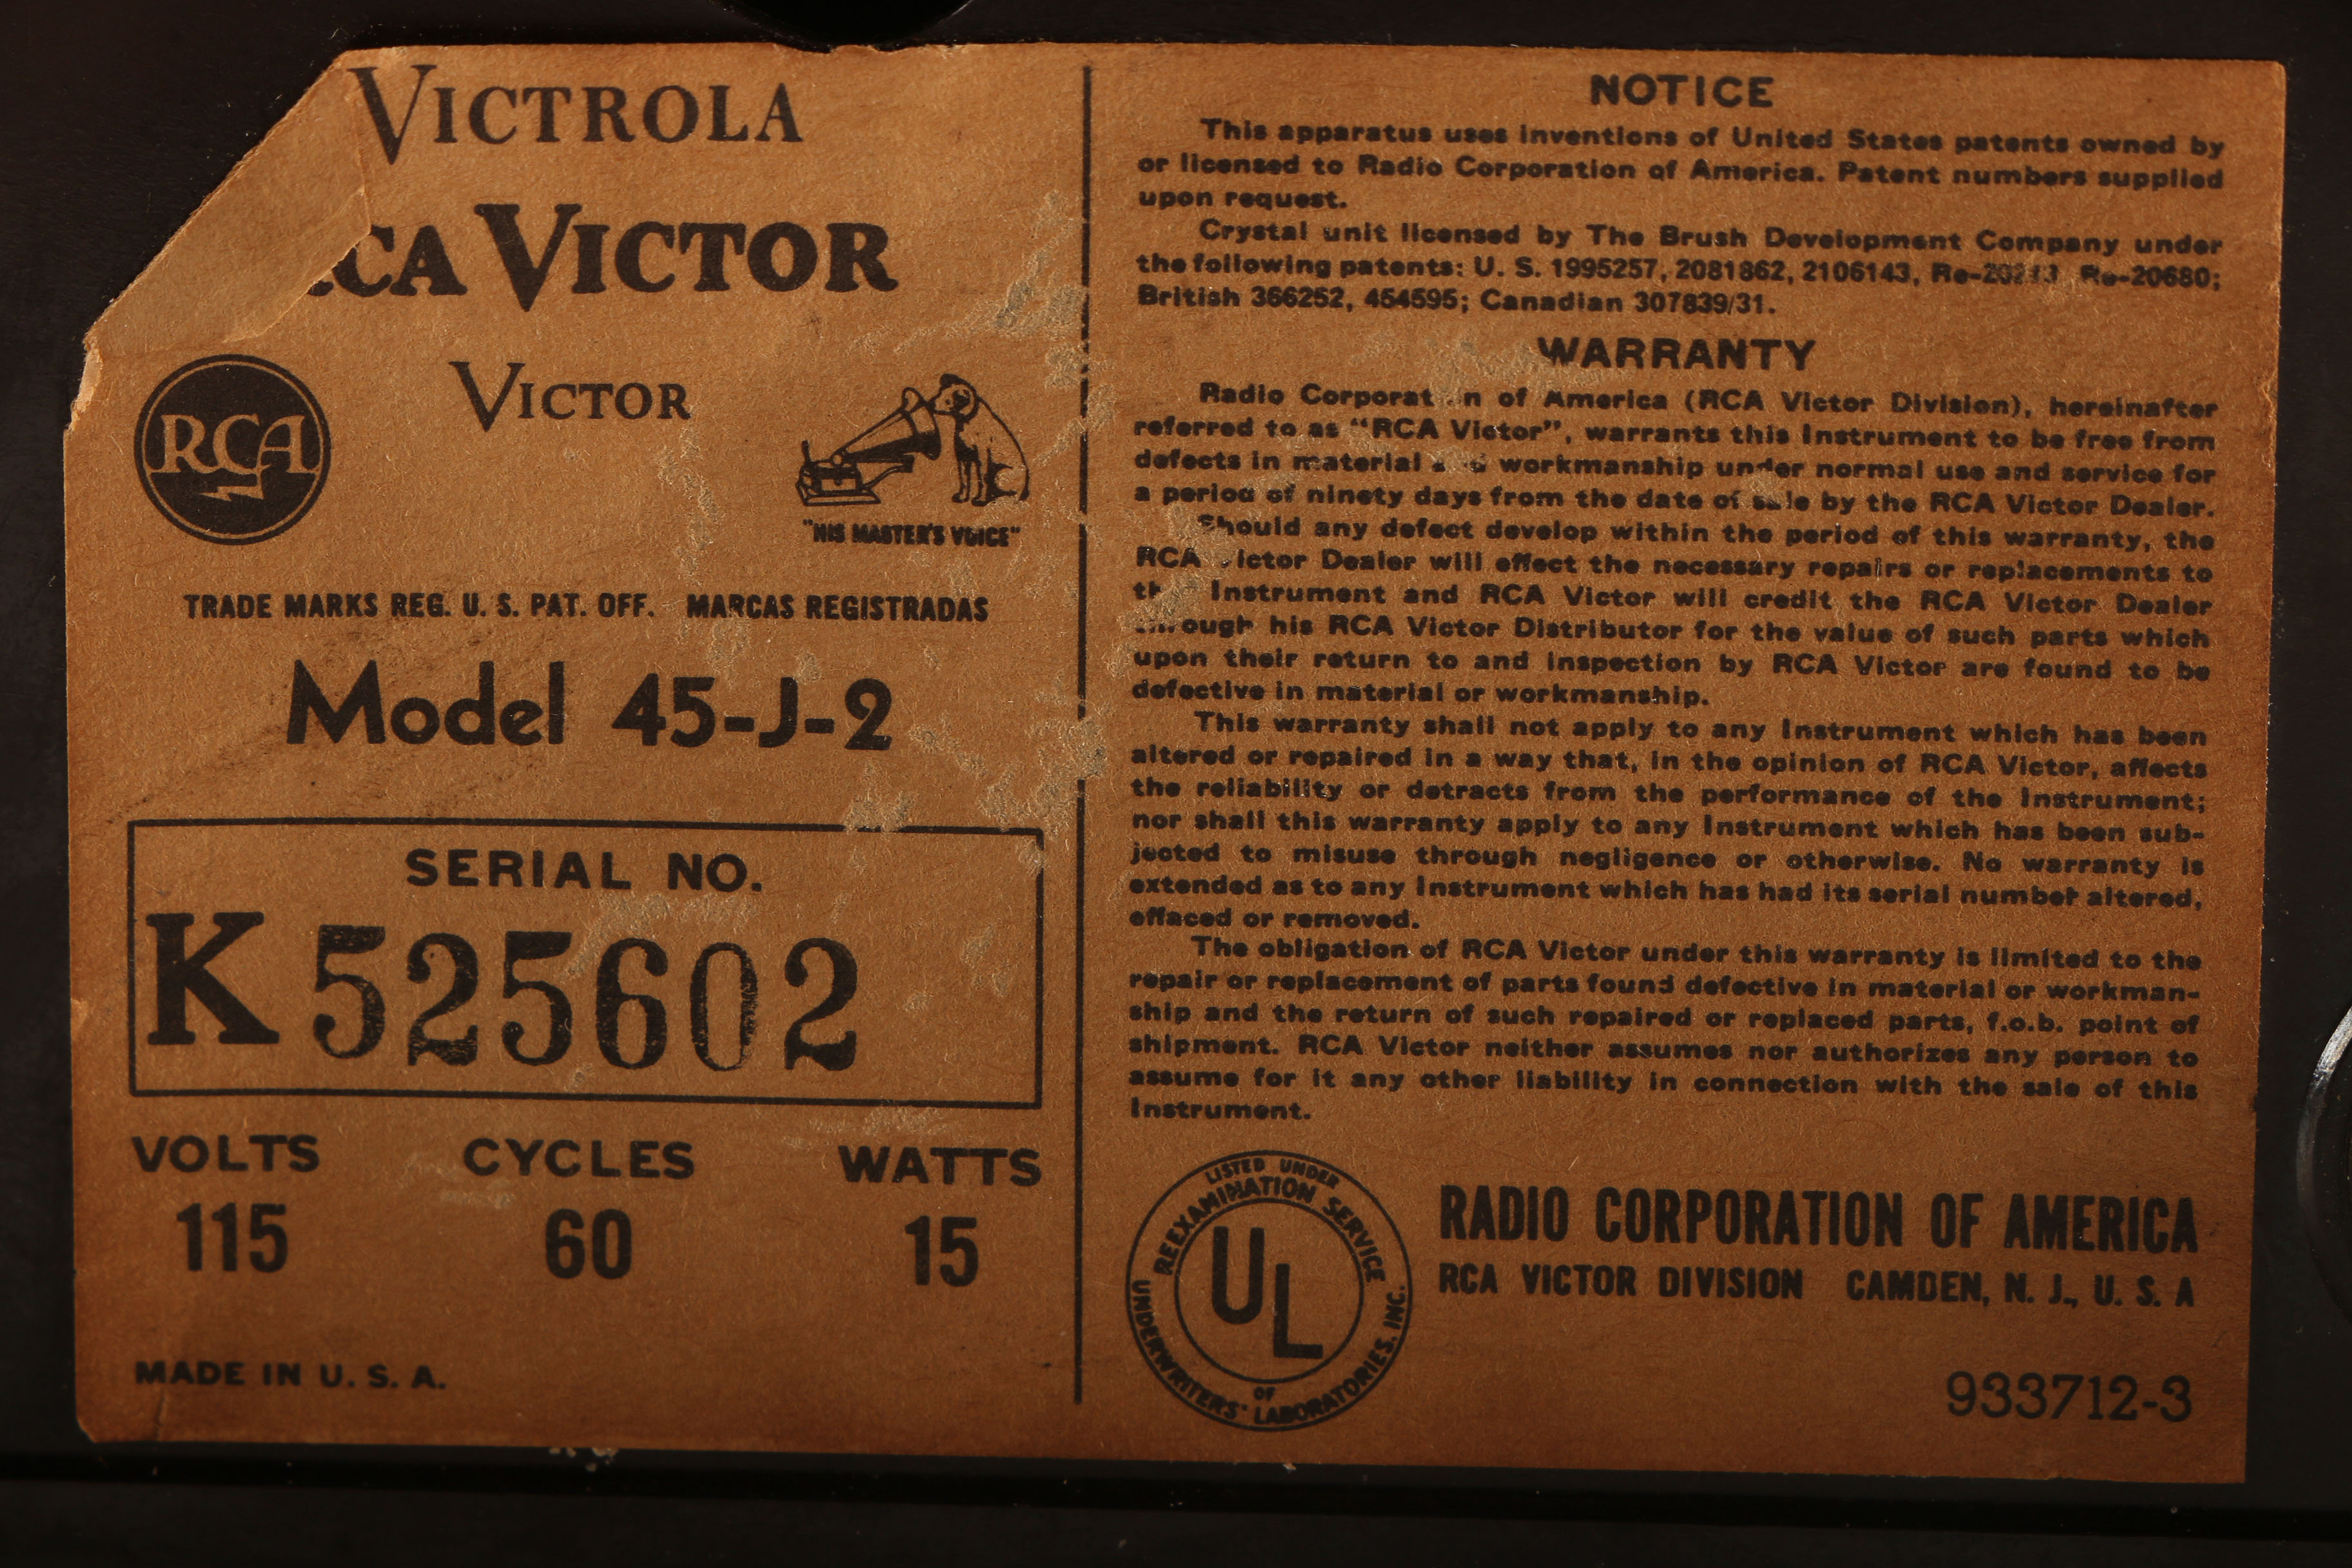 VICTROLA
RCA VICTOR
VICTOR
RCA
"HIS MASTER'S VOICE"
TRADE MARKS REG. U. S. PAT. OFF. MARCAS REGISTRADAS
Model 45-J-2
SERIAL NO.
K 525602
VOLTS CYCLES WATTS
115 60 15
MADE IN U. S. A.
NOTICE
This apparatus uses inventions of United States patents owned by
or licensed to Radio Corporation of America. Patent numbers supplied
upon request.
Crystal unit licensed by The Brush Development Company under
the following patents: U. S. 1995257, 2081862, 2106143, Re-20680;
British 366252, 454595; Canadian 307839/31.
WARRANTY
Radio Corporation of America (RCA Victor Division), hereinafter
referred to as "RCA Victor", warrants this Instrument to be free from
defects in material and workmanship under normal use and service for
a period of ninety days from the date of sale by the RCA Victor Dealer.
Should any defect develop within the period of this warranty, the
RCA Victor Dealer will effect the necessary repairs or replacements to
the Instrument and RCA Victor will credit the RCA Victor Dealer
through his RCA Victor Distributor for the value of such parts which
upon their return to and inspection by RCA Victor are found to be
defective in material or workmanship.
This warranty shall not apply to any Instrument which has been
altered or repaired in a way that, in the opinion of RCA Victor, affects
the reliability or detracts from the performance of the Instrument;
nor shall this warranty apply to any Instrument which has been sub-
jected to misuse through negligence or otherwise. No warranty is
extended as to any Instrument which has had its serial number altered,
effaced or removed.
The obligation of RCA Victor under this warranty is limited to the
repair or replacement of parts found defective in material or workman-
ship and the return of such repaired or replaced parts, f.o.b. point of
shipment. RCA Victor neither assumes nor authorizes any person to
assume for it any other liability in connection with the sale of this
Instrument.
LISTED UNDER
REEXAMINATION SERVICE
UL
OF
UNDERWRITERS' LABORATORIES, INC.
RADIO CORPORATION OF AMERICA
RCA VICTOR DIVISION CAMDEN, N. J., U. S. A
933712-3